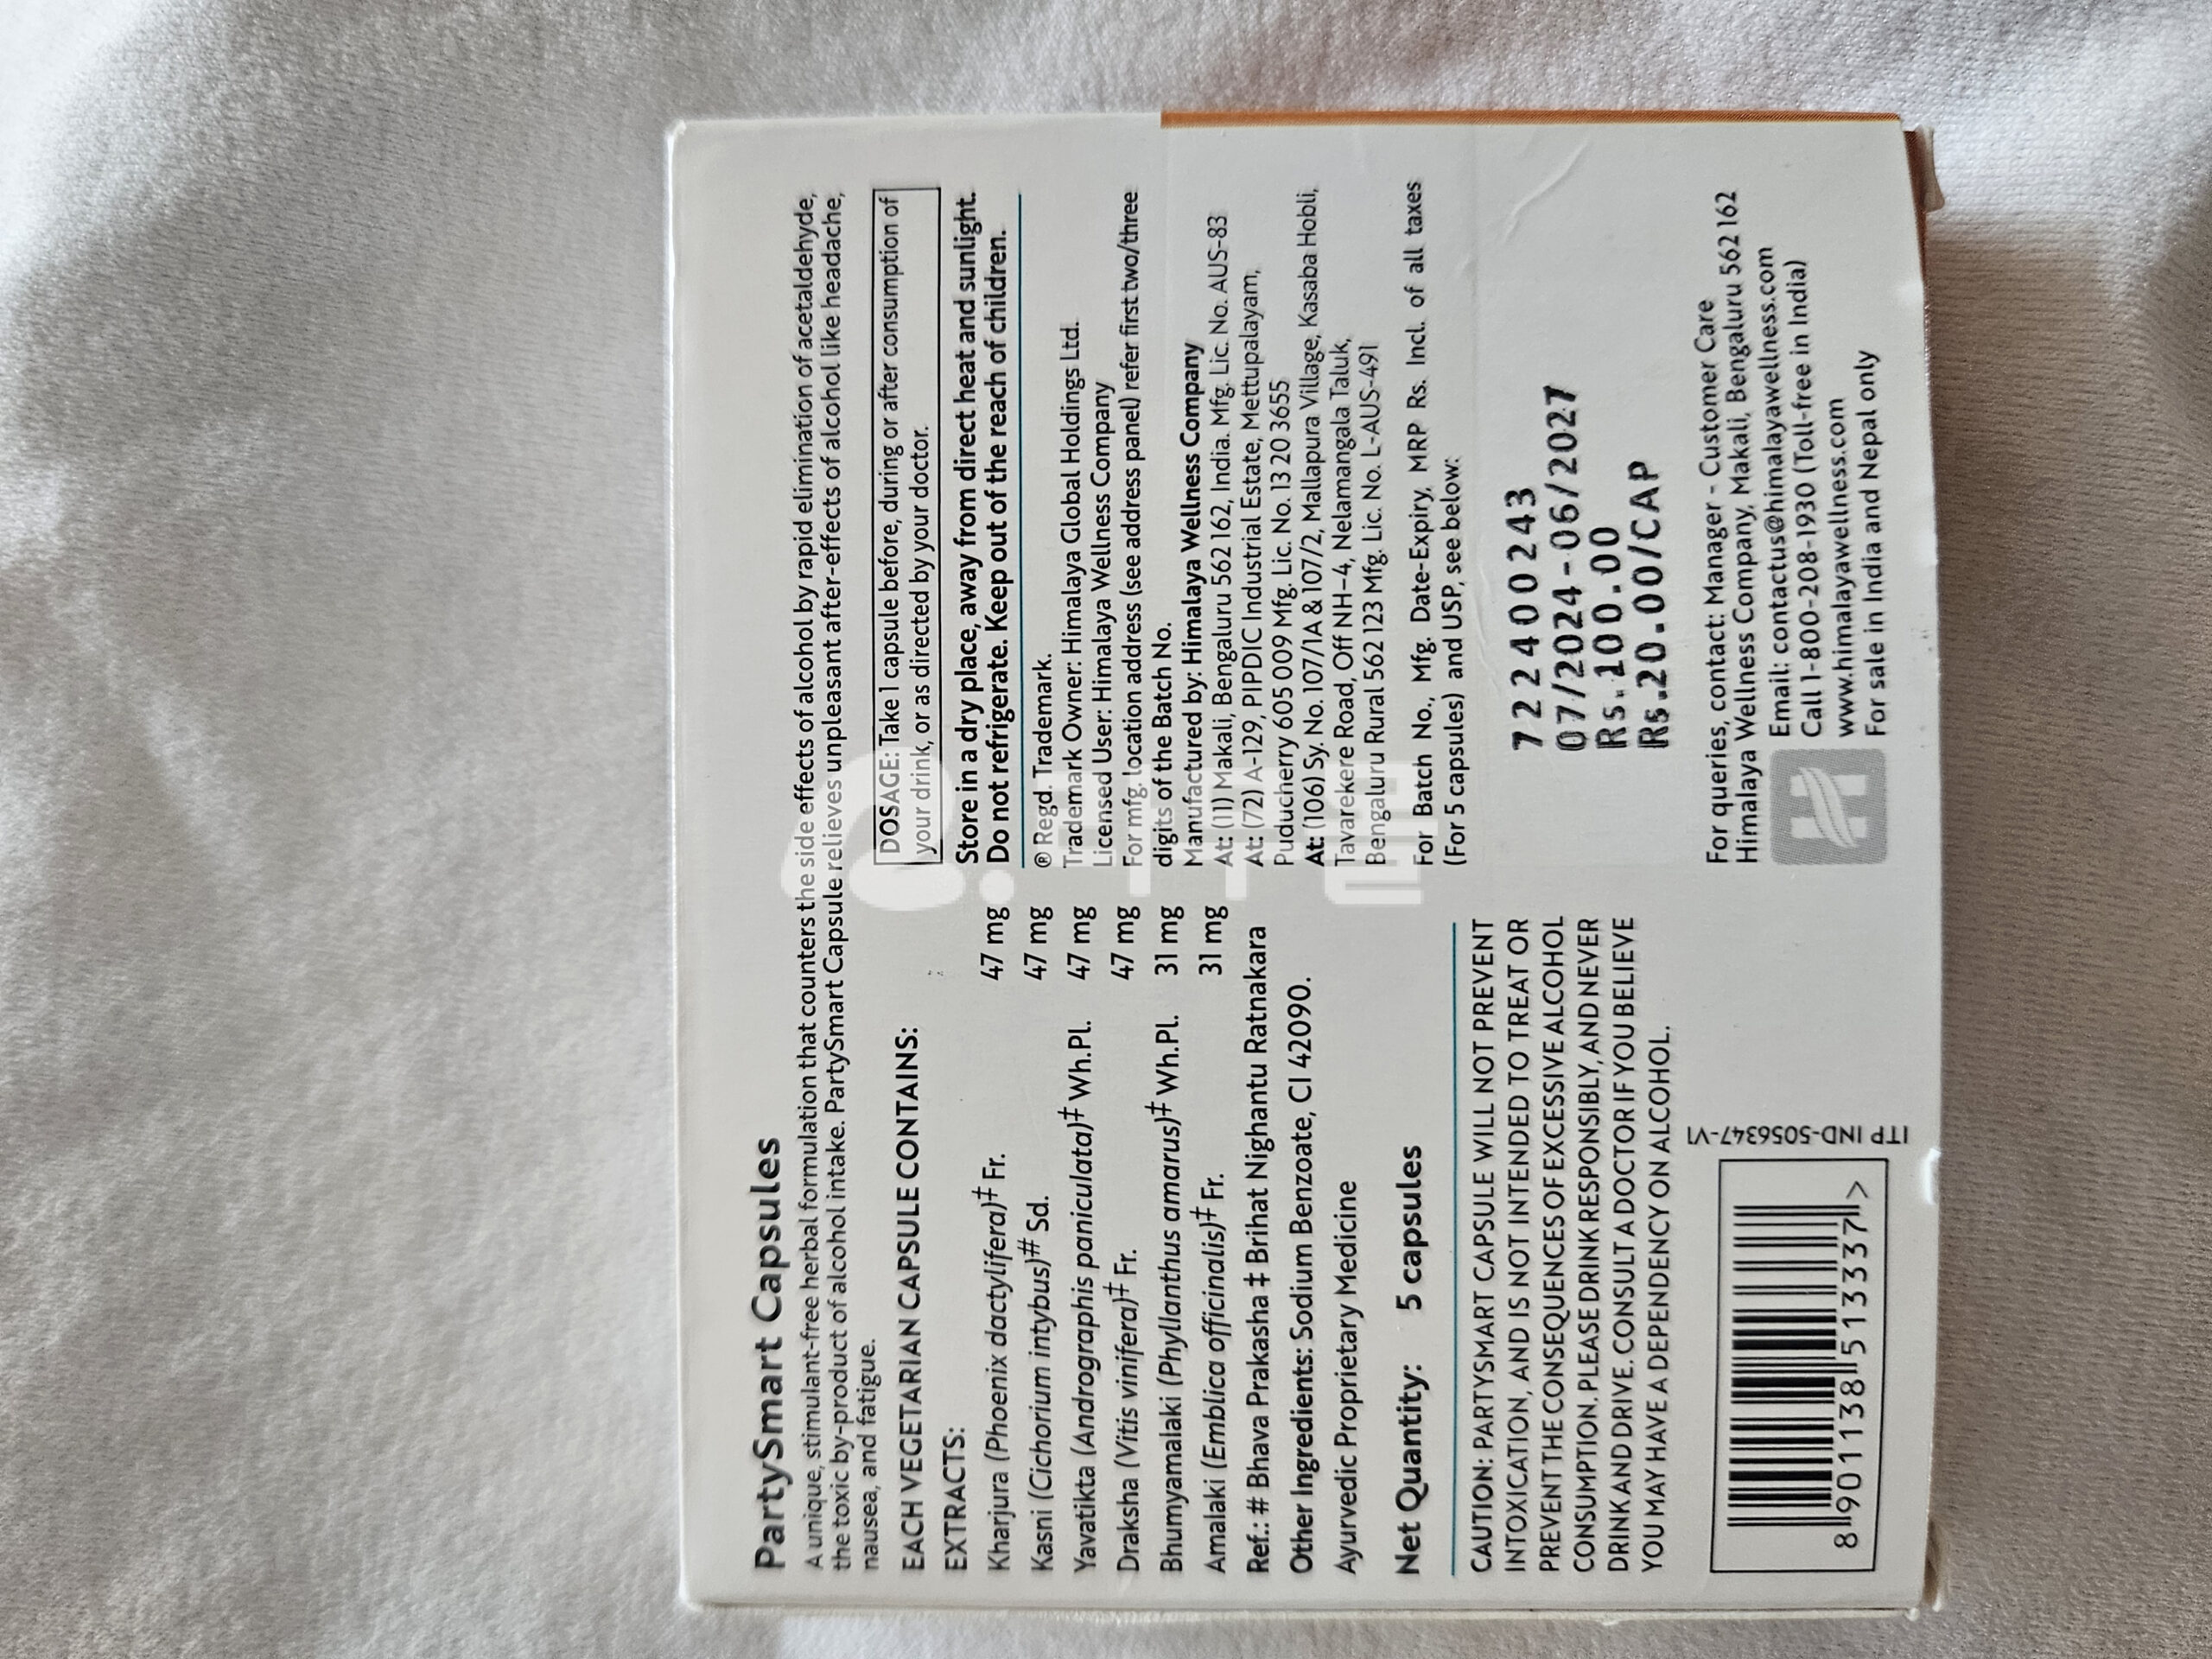 PartySmart Capsules
A unique, stimulant-free herbal formulation that counters the side effects of alcohol by rapid elimination of acetaldehyde,
the toxic by-product of alcohol intake. PartySmart Capsule relieves unpleasant after-effects of alcohol like headache,
nausea, and fatigue.
EACH VEGETARIAN CAPSULE CONTAINS:
EXTRACTS:
Kharjura (Phoenix dactylifera)‡ Fr. 47 mg
Kasni (Cichorium intybus)# Sd. 47 mg
Yavatikta (Andrographis paniculata)‡ Wh.Pl. 47 mg
Draksha (Vitis vinifera)‡ Fr. 47 mg
Bhumyamalaki (Phyllanthus amarus)‡ Wh.Pl. 31 mg
Amalaki (Emblica officinalis)‡ Fr. 31 mg
Ref.: # Bhava Prakasha ‡ Brihat Nighantu Ratnakara
Other Ingredients: Sodium Benzoate, CI 42090.
Ayurvedic Proprietary Medicine
Net Quantity: 5 capsules
CAUTION: PARTYSMART CAPSULE WILL NOT PREVENT
INTOXICATION, AND IS NOT INTENDED TO TREAT OR
PREVENT THE CONSEQUENCES OF EXCESSIVE ALCOHOL
CONSUMPTION. PLEASE DRINK RESPONSIBLY, AND NEVER
DRINK AND DRIVE. CONSULT A DOCTOR IF YOU BELIEVE
YOU MAY HAVE A DEPENDENCY ON ALCOHOL.
8 901138 513337 >
ITP IND-5056347-V1
DOSAGE: Take 1 capsule before, during or after consumption of
your drink, or as directed by your doctor.
Store in a dry place, away from direct heat and sunlight.
Do not refrigerate. Keep out of the reach of children.
® Regd. Trademark.
Trademark Owner: Himalaya Global Holdings Ltd.
Licensed User: Himalaya Wellness Company
For mfg. location address (see address panel) refer first two/three
digits of the Batch No.
Manufactured by: Himalaya Wellness Company
At: (11) Makali, Bengaluru 562 162, India. Mfg. Lic. No. AUS-83
At: (72) A-129, PIPDIC Industrial Estate, Mettupalayam,
Puducherry 605 009 Mfg. Lic. No. 13 20 3655
At: (106) Sy. No. 107/1A & 107/2, Mallapura Village, Kasaba Hobli,
Tavarekere Road, Off NH-4, Nelamangala Taluk,
Bengaluru Rural 562 123 Mfg. Lic. No. L-AUS-491
For Batch No., Mfg. Date-Expiry, MRP Rs. Incl. of all taxes
(For 5 capsules) and USP, see below:
722400243
07/2024-06/2027
Rs.100.00
Rs.20.00/CAP
For queries, contact: Manager - Customer Care
Himalaya Wellness Company, Makali, Bengaluru 562 162
Email: contactus@himalayawellness.com
Call 1-800-208-1930 (Toll-free in India)
www.himalayawellness.com
For sale in India and Nepal only